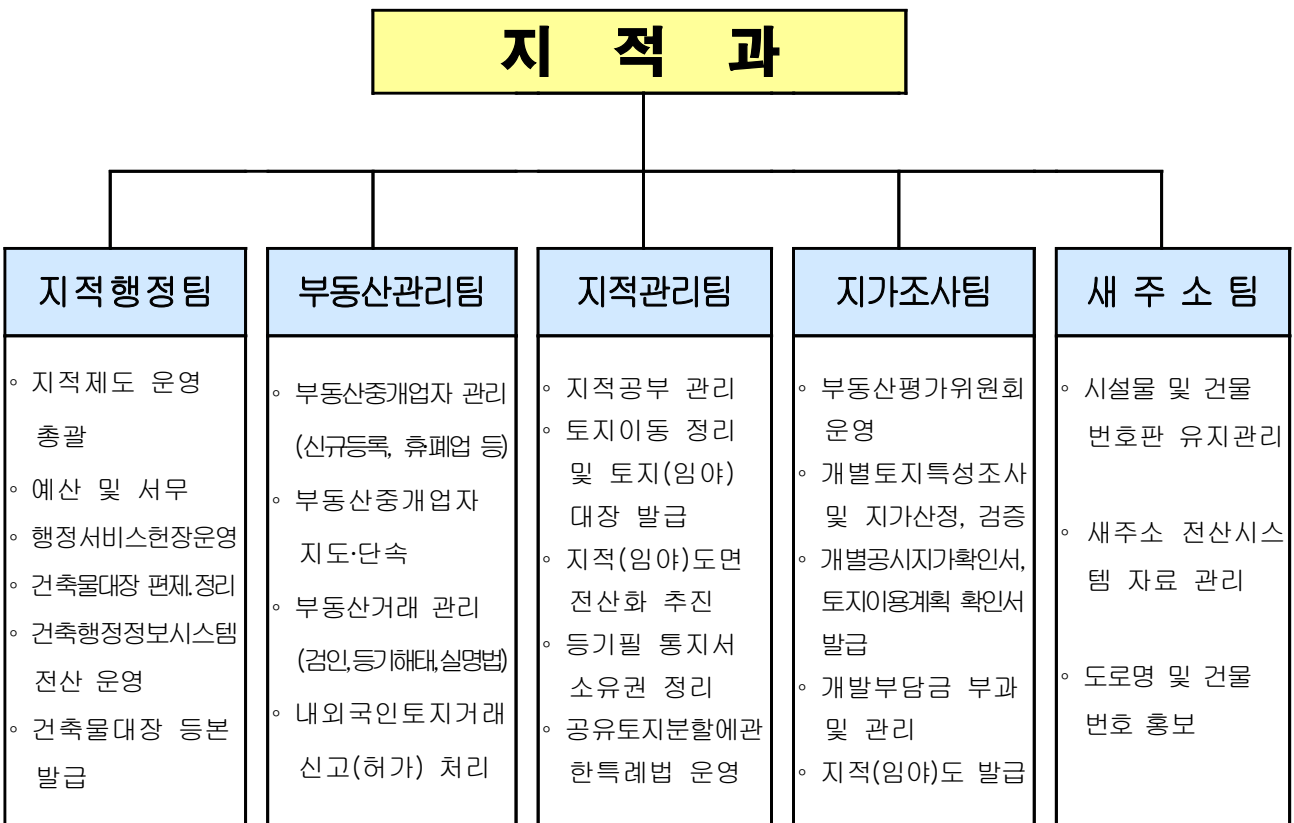 지 적 과
지적행정팀
◦ 지적제도 운영
총괄
◦ 예산 및 서무
◦ 행정서비스헌장운영
◦ 건축물대장 편제.정리
◦ 건축행정정보시스템
전산 운영
◦ 건축물대장 등본
발급
부동산관리팀
◦ 부동산중개업자 관리
(신규등록, 휴폐업 등)
◦ 부동산중개업자
지도·단속
◦ 부동산거래 관리
(검인,등기해태,실명법)
◦ 내외국인토지거래
신고(허가) 처리
지적관리팀
◦ 지적공부 관리
◦ 토지이동 정리
및 토지(임야)
대장 발급
◦ 지적(임야)도면
전산화 추진
◦ 등기필 통지서
소유권 정리
◦ 공유토지분할에관
한특례법 운영
지가조사팀
◦ 부동산평가위원회
운영
◦ 개별토지특성조사
및 지가산정, 검증
◦ 개별공시지가확인서,
토지이용계획 확인서
발급
◦ 개발부담금 부과
및 관리
◦ 지적(임야)도 발급
새 주 소 팀
◦ 시설물 및 건물
번호판 유지관리
◦ 새주소 전산시스
템 자료 관리
◦ 도로명 및 건물
번호 홍보